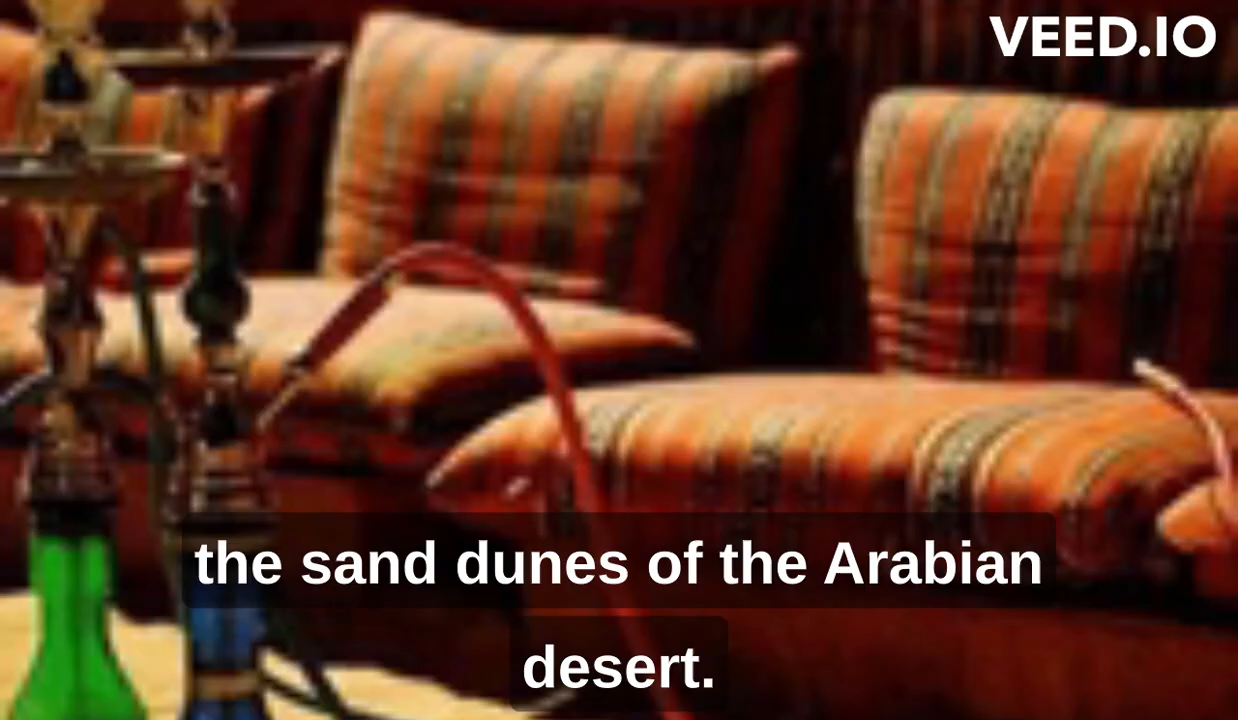 VEED.IO
the sand dunes of the Arabian
desert.